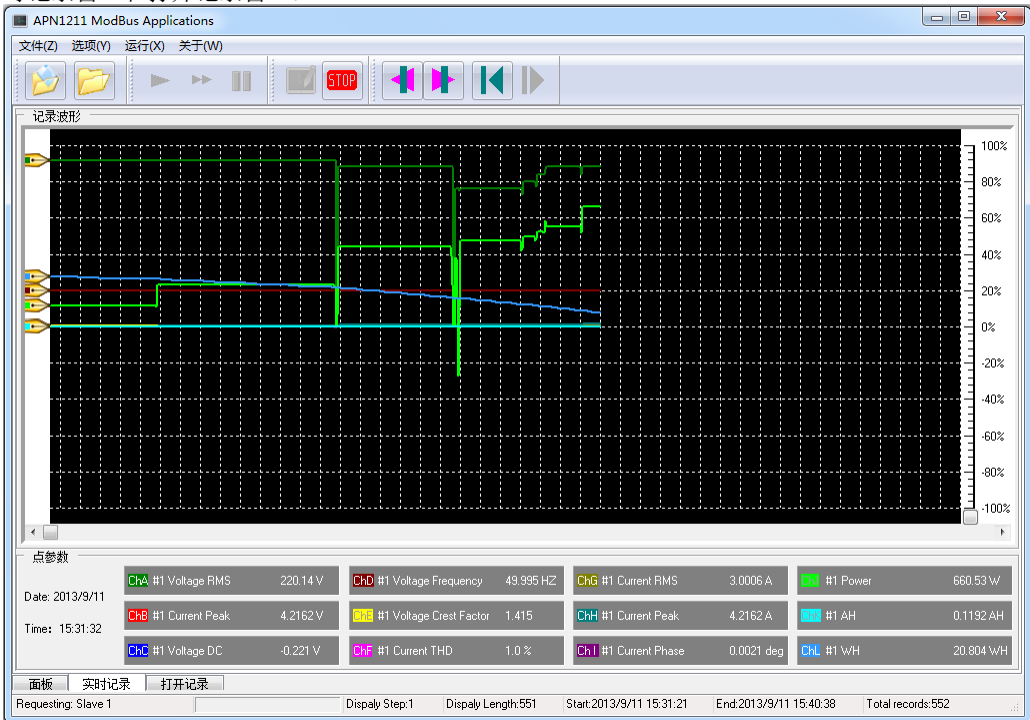 APN1211 ModBus Applications
文件(Z) 选项(Y) 运行(X) 关于(W)
STOP
记录波形
100%
80%
60%
40%
20%
0%
-20%
-40%
-60%
-80%
-100%
点参数
Date: 2013/9/11
Time: 15:31:32
ChA #1 Voltage RMS 220.14 V
ChD #1 Voltage Frequency 49.995 HZ
ChG #1 Current RMS 3.0006 A
#1 Power 660.53 W
ChB #1 Current Peak 4.2162 V
ChE #1 Voltage Crest Factor 1.415
ChH #1 Current Peak 4.2162 A
#1 AH 0.1192 AH
ChC #1 Voltage DC -0.221 V
ChF #1 Current THD 1.0 %
ChI #1 Current Phase 0.0021 deg
ChL #1 WH 20.804 WH
面板 实时记录 打开记录
Requesting: Slave 1 Dispaly Step:1 Dispaly Length:551 Start:2013/9/11 15:31:21 End:2013/9/11 15:40:38 Total records:552